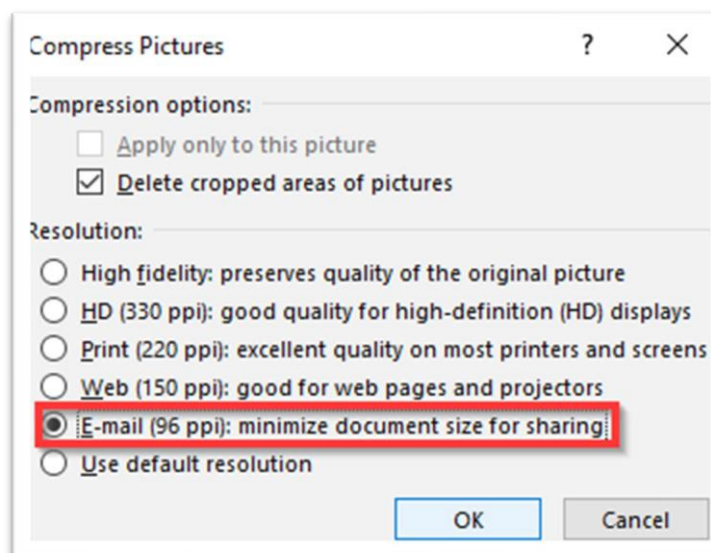 Compress Pictures ? X
Compression options:
Apply only to this picture
Delete cropped areas of pictures
Resolution:
High fidelity: preserves quality of the original picture
HD (330 ppi): good quality for high-definition (HD) displays
Print (220 ppi): excellent quality on most printers and screens
Web (150 ppi): good for web pages and projectors
E-mail (96 ppi): minimize document size for sharing
Use default resolution
OK Cancel